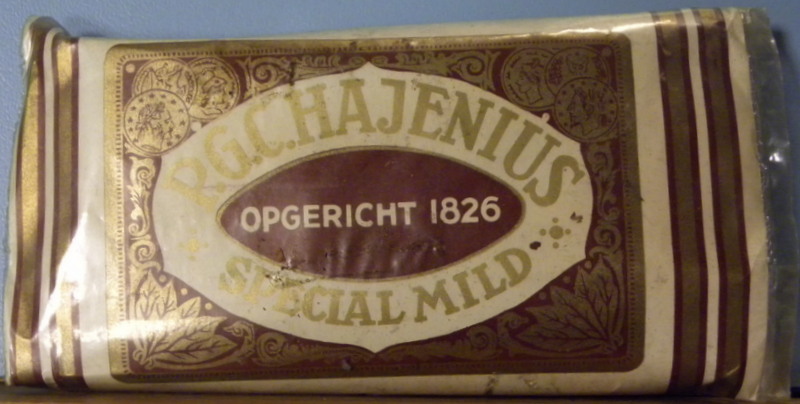 P.G.C. HAJENIUS
OPGERICHT 1826
SPECIAL MILD